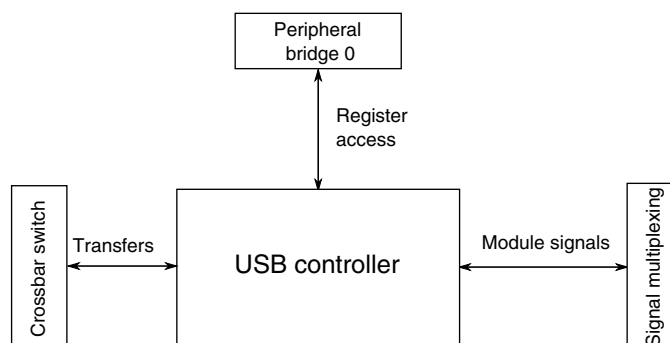 Peripheral
bridge 0
Register
access
Crossbar switch
Transfers
USB controller
Module signals
Signal multiplexing